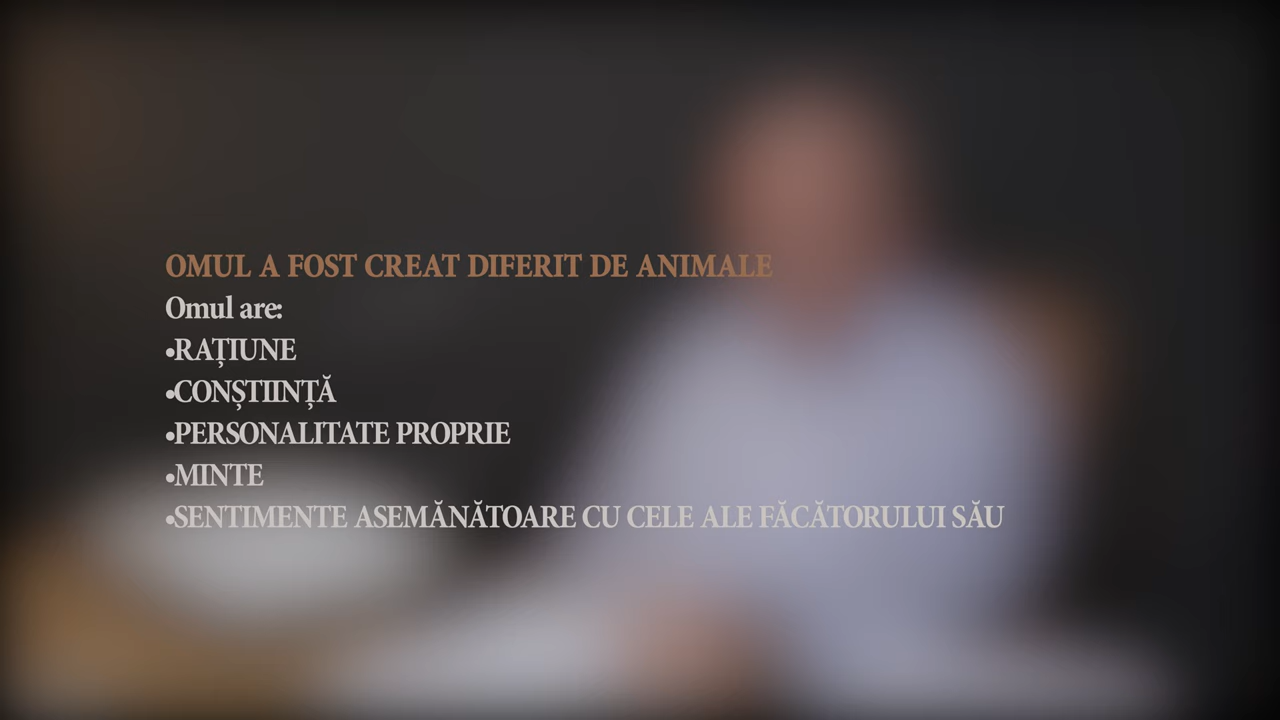 OMUL A FOST CREAT DIFERIT DE ANIMALE
Omul are:
•RAȚIUNE
•CONȘTIINȚĂ
•PERSONALITATE PROPRIE
•MINTE
•SENTIMENTE ASEMĂNĂTOARE CU CELE ALE FĂCĂTORULUI SĂU